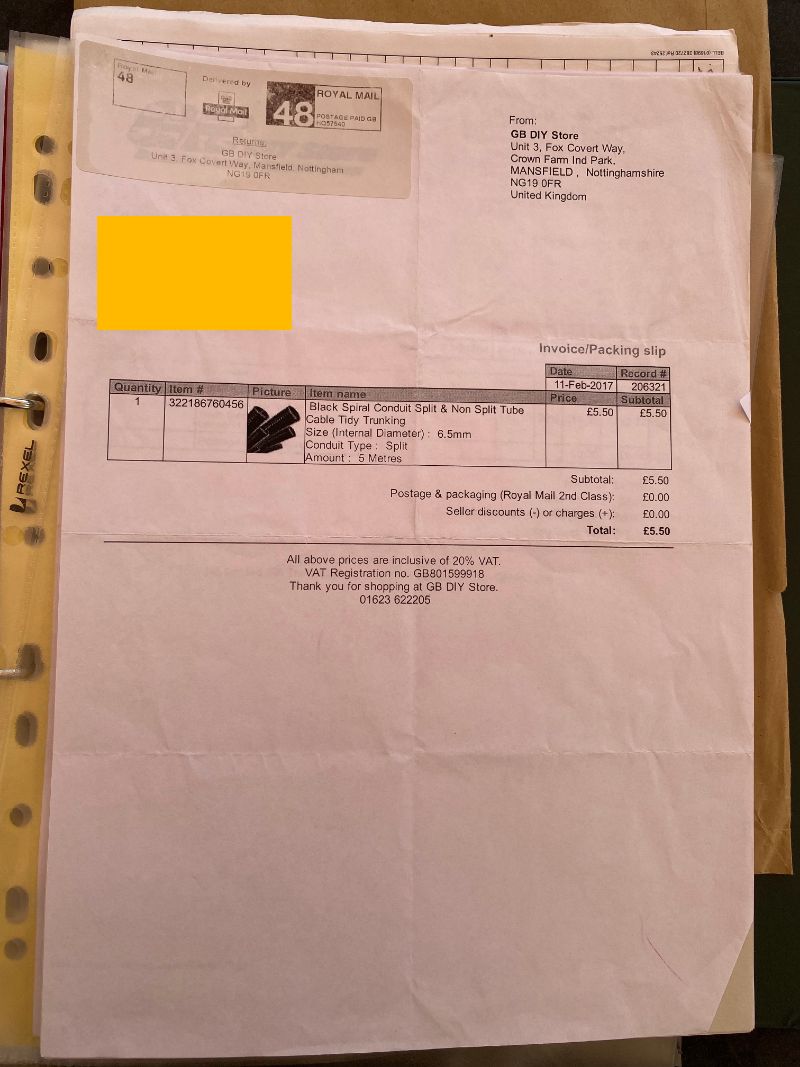 Royal Mail
48
Delivered by
Royal Mail
48
ROYAL MAIL
POSTAGE PAID GB
HQ57640
Returns:
GB DIY Store
Unit 3, Fox Covert Way, Mansfield, Nottingham
NG19 0FR
From:
GB DIY Store
Unit 3, Fox Covert Way,
Crown Farm Ind Park,
MANSFIELD , Nottinghamshire
NG19 0FR
United Kingdom
Invoice/Packing slip
Date Record #
11-Feb-2017 206321
Quantity Item # Picture Item name Price Subtotal
1 322186760456 Black Spiral Conduit Split & Non Split Tube £5.50 £5.50
Cable Tidy Trunking
Size (Internal Diameter) : 6.5mm
Conduit Type : Split
Amount : 5 Metres
Subtotal: £5.50
Postage & packaging (Royal Mail 2nd Class): £0.00
Seller discounts (-) or charges (+): £0.00
Total: £5.50
All above prices are inclusive of 20% VAT.
VAT Registration no. GB801599918
Thank you for shopping at GB DIY Store.
01623 622205
REXEL